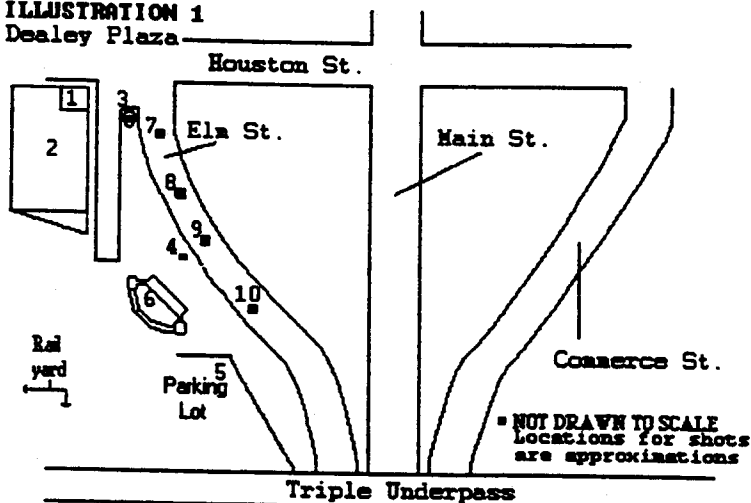 ILLUSTRATION 1
Dealey Plaza
Houston St.
1
3
2
7
Elm St.
Main St.
8
9
4
6
10
Rail
yard
5
Parking
Lot
Commerce St.
NOT DRAWN TO SCALE
Locations for shots
are approximations
Triple Underpass